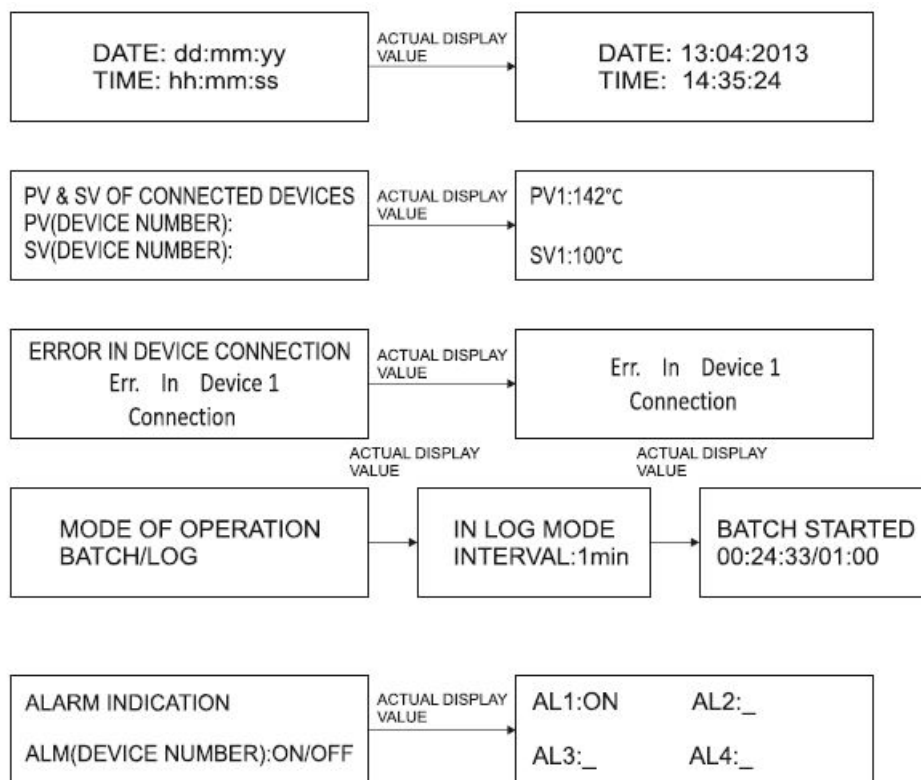 DATE: dd:mm:yy
TIME: hh:mm:ss
ACTUAL DISPLAY
VALUE
DATE: 13:04:2013
TIME: 14:35:24
PV & SV OF CONNECTED DEVICES
PV(DEVICE NUMBER):
SV(DEVICE NUMBER):
ACTUAL DISPLAY
VALUE
PV1:142°C
SV1:100°C
ERROR IN DEVICE CONNECTION
Err. In Device 1
Connection
ACTUAL DISPLAY
VALUE
Err. In Device 1
Connection
MODE OF OPERATION
BATCH/LOG
ACTUAL DISPLAY
VALUE
IN LOG MODE
INTERVAL:1min
ACTUAL DISPLAY
VALUE
BATCH STARTED
00:24:33/01:00
ALARM INDICATION
ALM(DEVICE NUMBER):ON/OFF
ACTUAL DISPLAY
VALUE
AL1:ON AL2:_
AL3:_ AL4:_